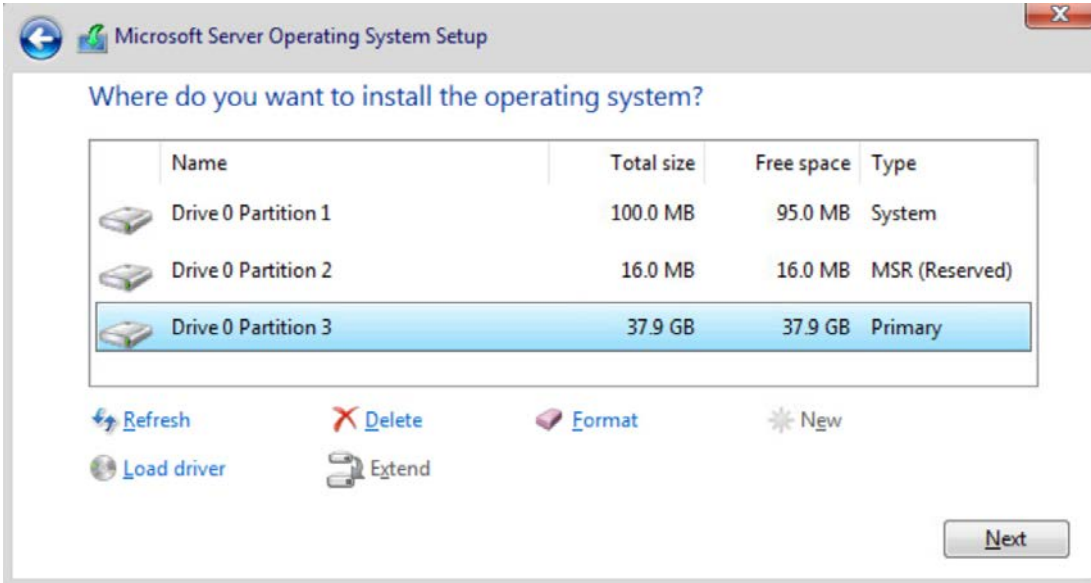 X
Microsoft Server Operating System Setup
Where do you want to install the operating system?
Name Total size Free space Type
Drive 0 Partition 1 100.0 MB 95.0 MB System
Drive 0 Partition 2 16.0 MB 16.0 MB MSR (Reserved)
Drive 0 Partition 3 37.9 GB 37.9 GB Primary
Refresh Delete Format New
Load driver Extend
Next